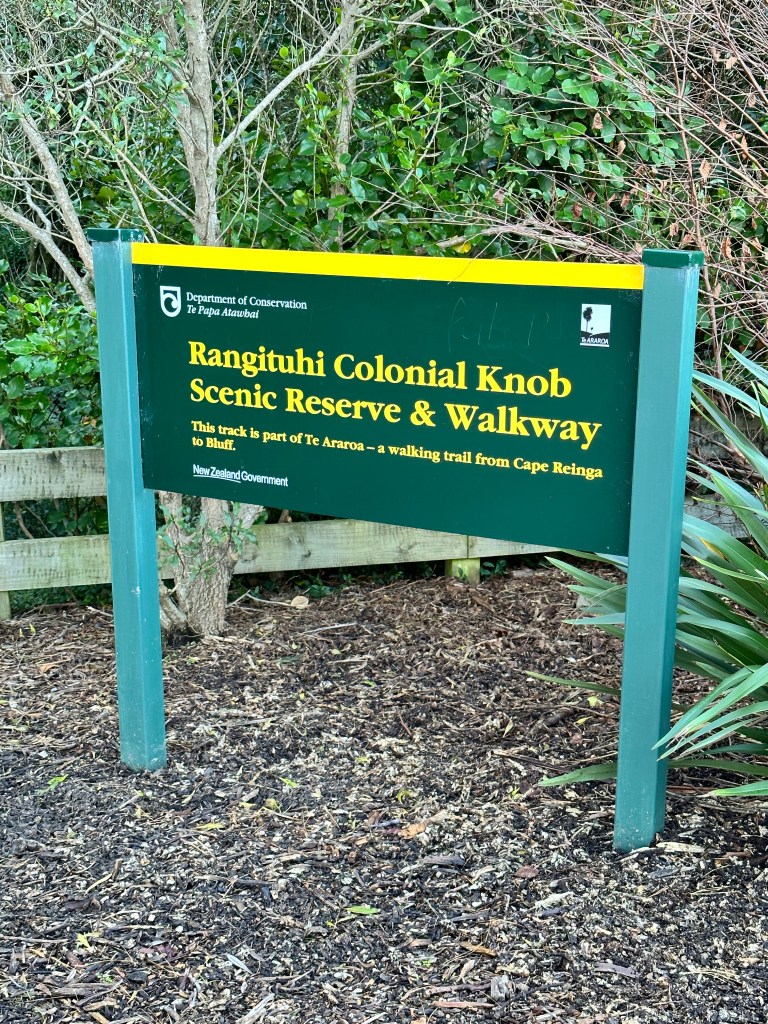 Department of Conservation
Te Papa Atawhai
TE ARAROA
Rangituhi Colonial Knob
Scenic Reserve & Walkway
This track is part of Te Araroa – a walking trail from Cape Reinga
to Bluff.
New Zealand Government